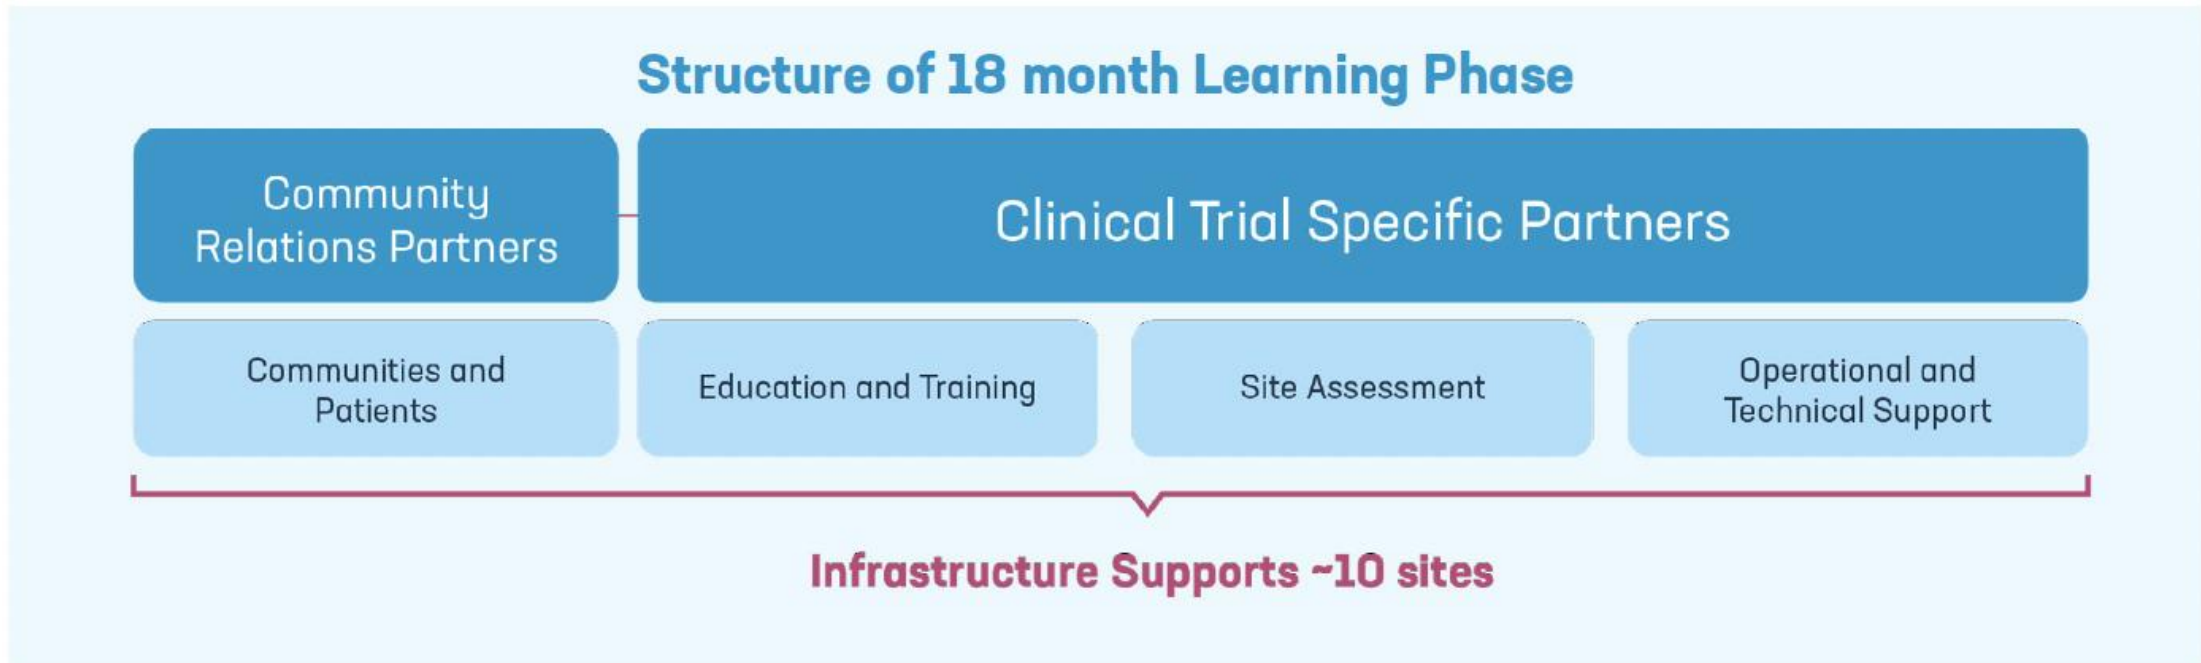 Structure of 18 month Learning Phase
Community
Relations Partners
Clinical Trial Specific Partners
Communities and
Patients
Education and Training
Site Assessment
Operational and
Technical Support
Infrastructure Supports ~10 sites